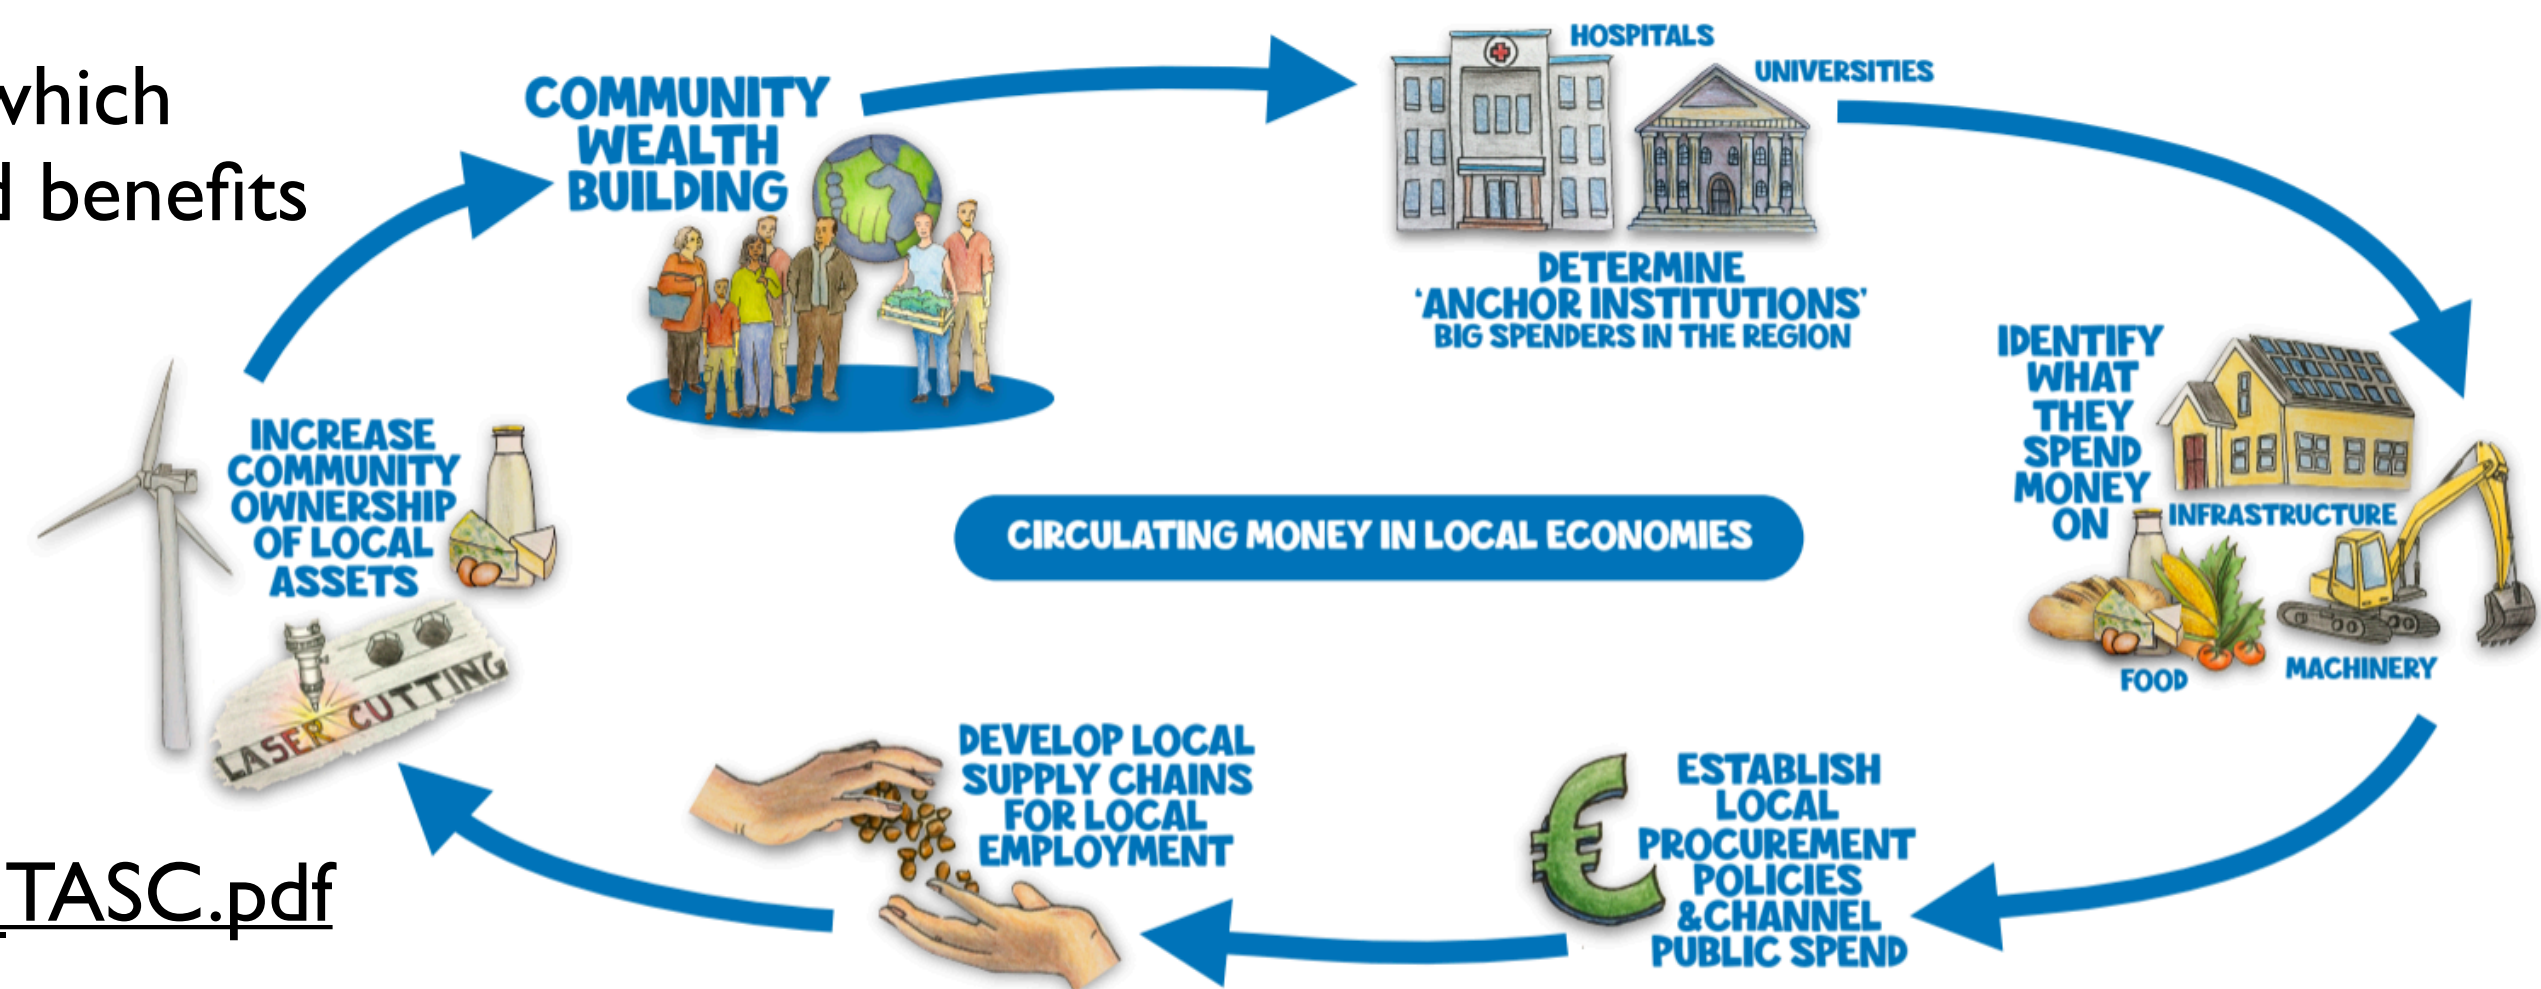 which
d benefits
COMMUNITY
WEALTH
BUILDING
HOSPITALS
UNIVERSITIES
DETERMINE
‘ANCHOR INSTITUTIONS’
BIG SPENDERS IN THE REGION
IDENTIFY
WHAT
THEY
SPEND
MONEY
ON
INFRASTRUCTURE
FOOD
MACHINERY
ESTABLISH
LOCAL
PROCUREMENT
POLICIES
&CHANNEL
PUBLIC SPEND
€
DEVELOP LOCAL
SUPPLY CHAINS
FOR LOCAL
EMPLOYMENT
INCREASE
COMMUNITY
OWNERSHIP
OF LOCAL
ASSETS
LASER CUTTING
CIRCULATING MONEY IN LOCAL ECONOMIES
_TASC.pdf